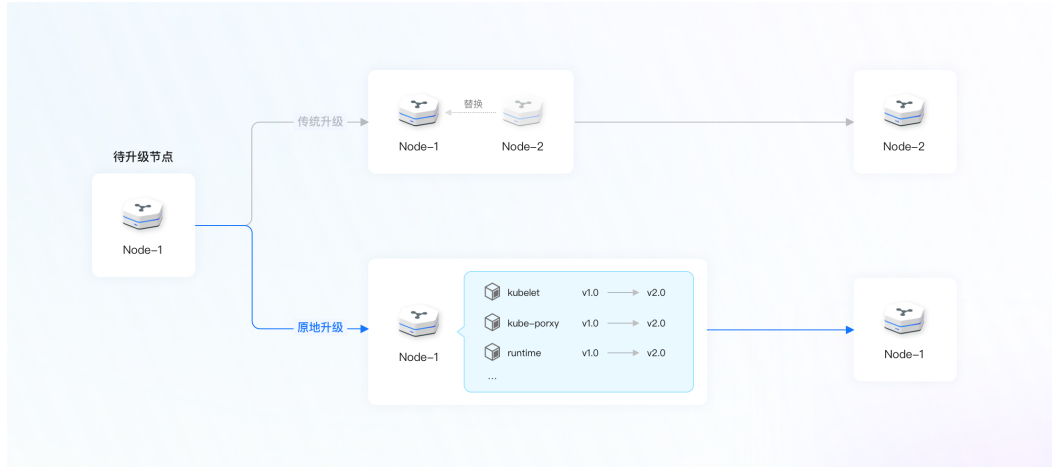 待升级节点
Node-1
传统升级
Node-1
替换
Node-2
Node-2
原地升级
Node-1
kubelet v1.0 v2.0
kube-porxy v1.0 v2.0
runtime v1.0 v2.0
...
Node-1